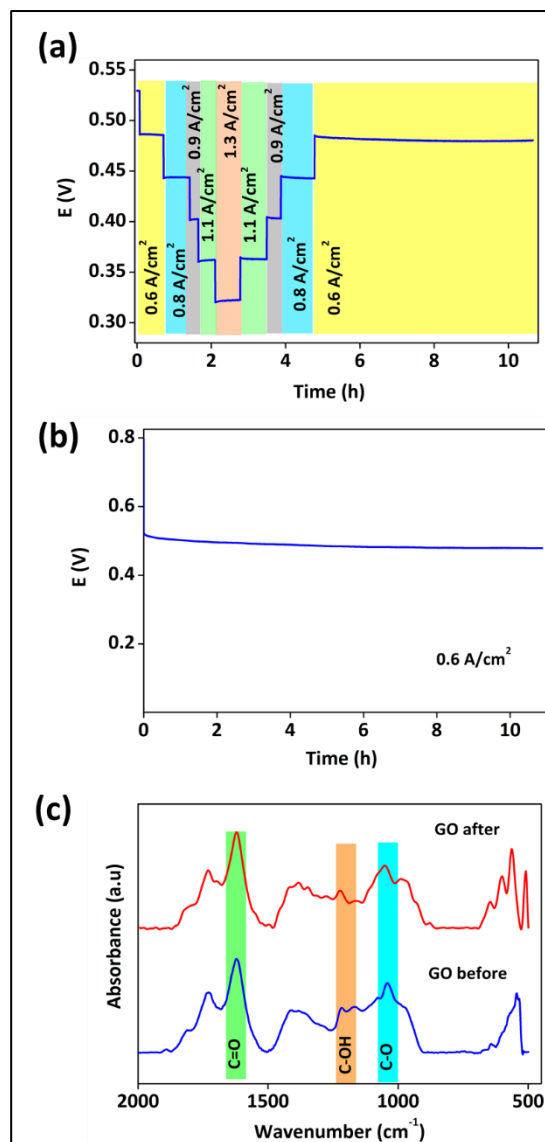 (a)
0.55
0.50
0.45
0.40
0.35
0.30
E (V)
0.6 A/cm²
0.8 A/cm²
0.9 A/cm²
1.1 A/cm²
1.3 A/cm²
1.1 A/cm²
0.9 A/cm²
0.8 A/cm²
0.6 A/cm²
0 2 4 6 8 10
Time (h)
(b)
0.8
0.6
0.4
0.2
E (V)
0.6 A/cm²
0 2 4 6 8 10
Time (h)
(c)
Absorbance (a.u)
GO after
GO before
C=O
C-OH
C-O
2000 1500 1000 500
Wavenumber (cm⁻¹)